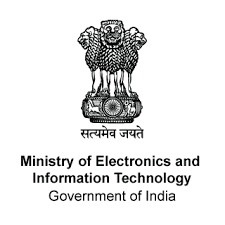 सत्यमेव जयते
Ministry of Electronics and
Information Technology
Government of India